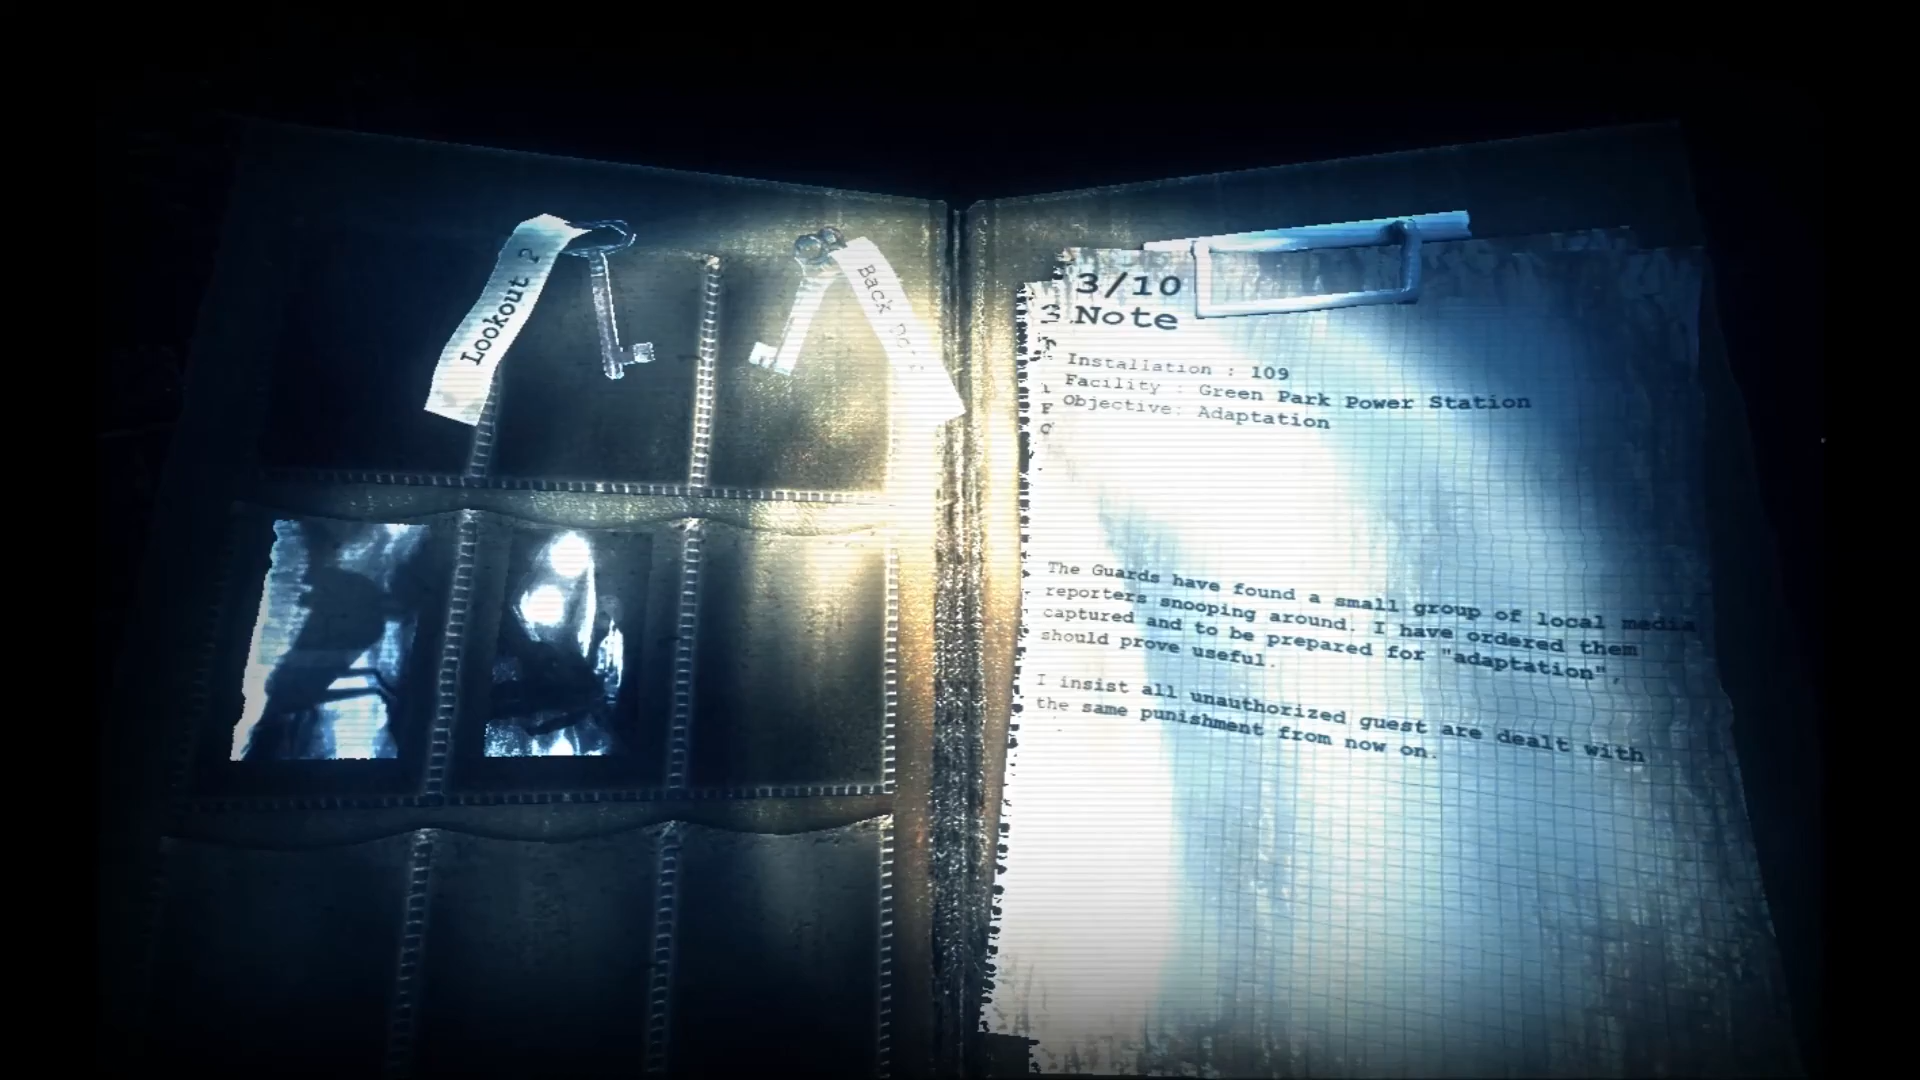 Lookout 2
Back Door
3/10
Note
Installation : 109
Facility : Green Park Power Station
Objective: Adaptation
The Guards have found a small group of local media
reporters snooping around. I have ordered them
captured and to be prepared for "adaptation",
should prove useful.
I insist all unauthorized guest are dealt with
the same punishment from now on.